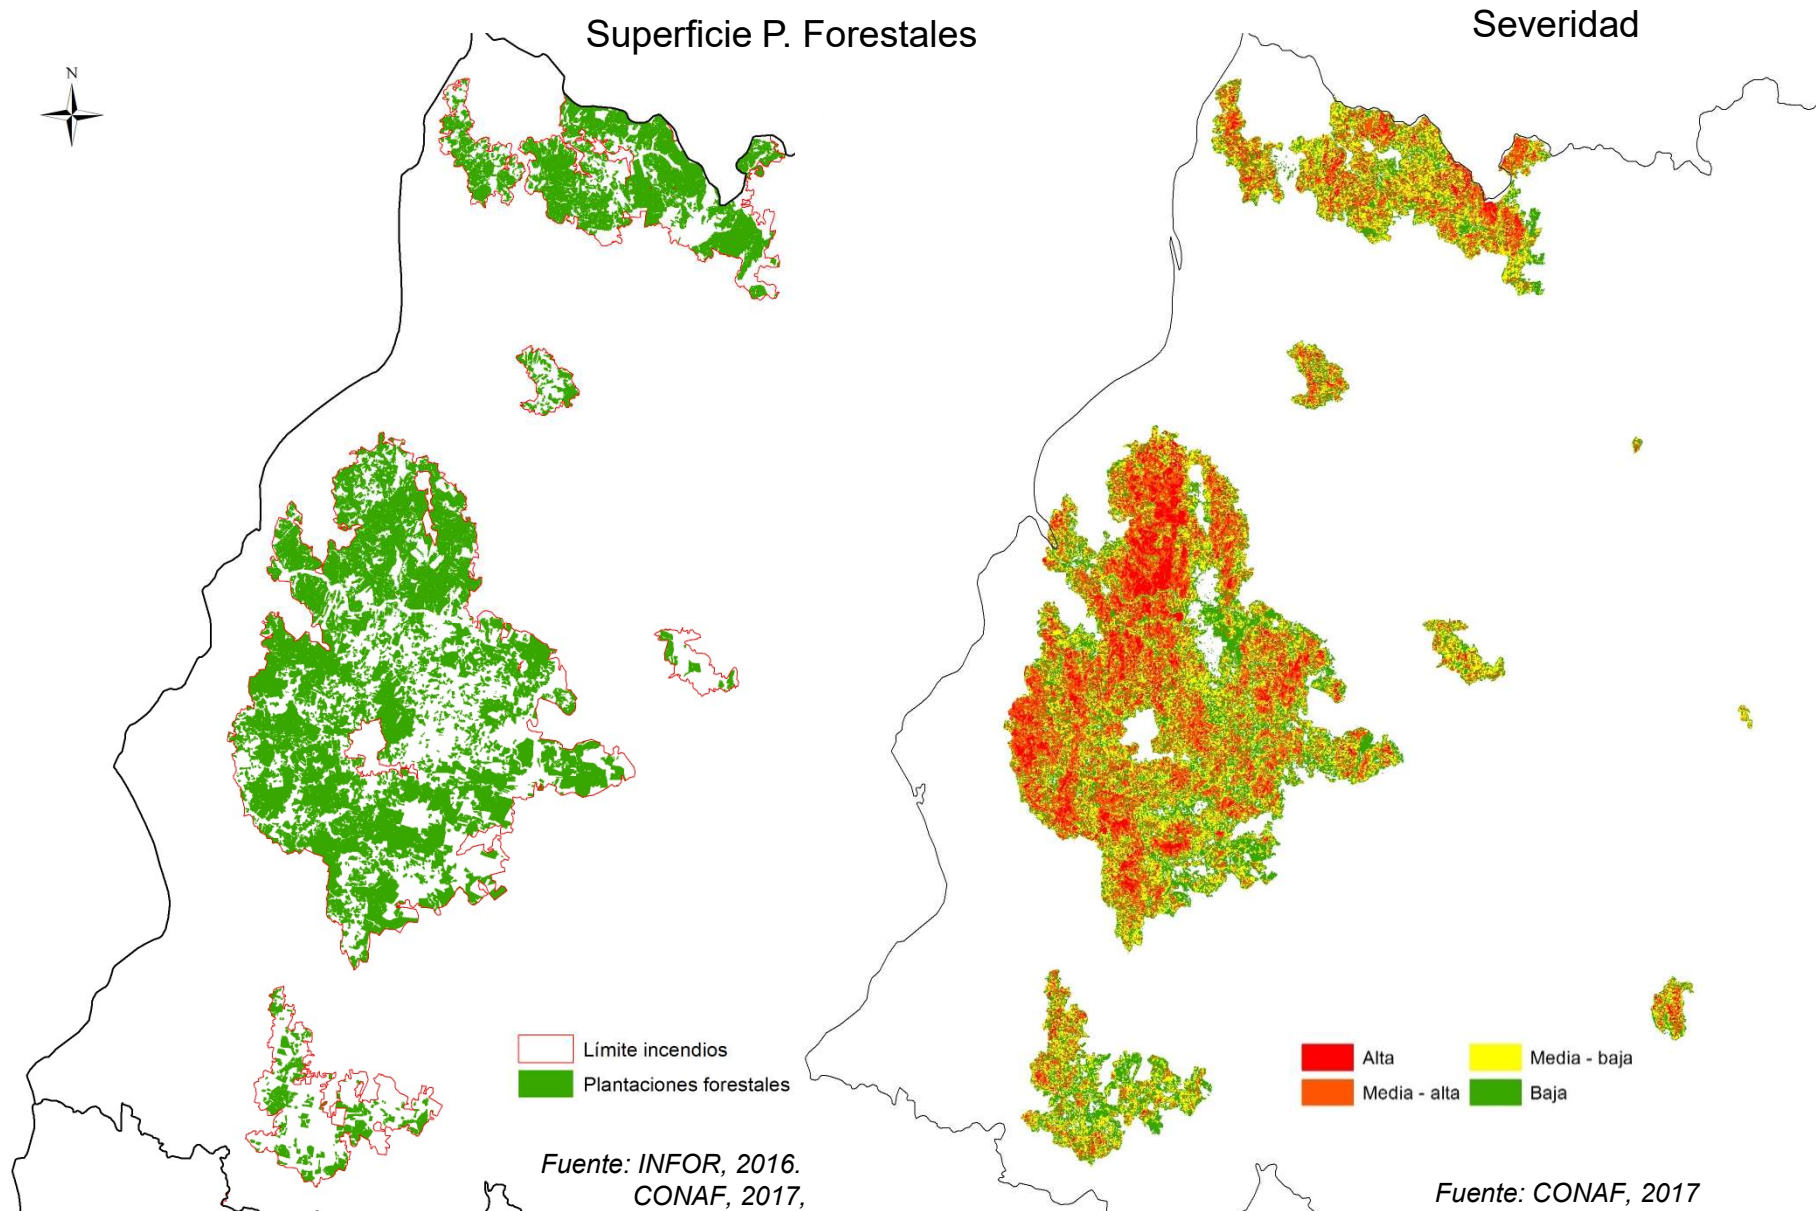 Superficie P. Forestales
Severidad
N
Límite incendios
Plantaciones forestales
Alta
Media - baja
Media - alta
Baja
Fuente: INFOR, 2016.
CONAF, 2017,
Fuente: CONAF, 2017